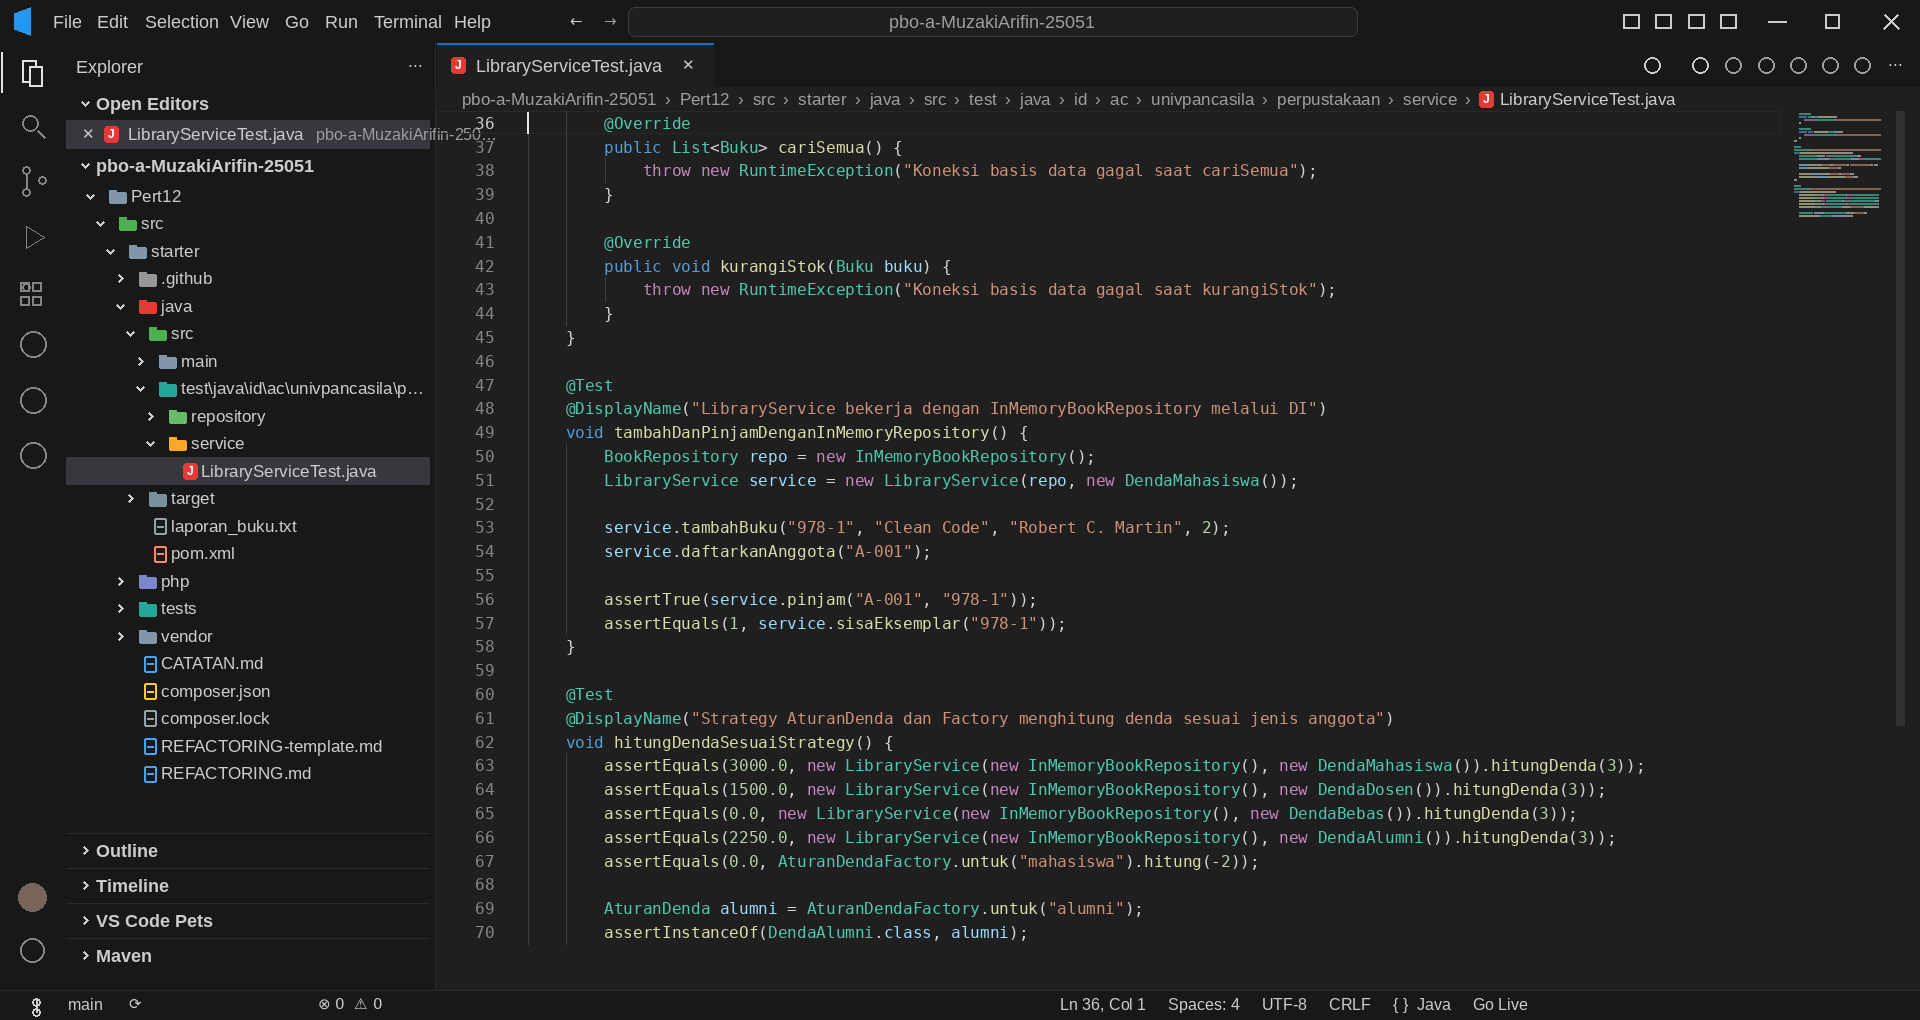 File Edit Selection View Go Run Terminal Help ← → pbo-a-MuzakiArifin-25051
Explorer ···
Open Editors
× J LibraryServiceTest.java pbo-a-MuzakiArifin-250...
pbo-a-MuzakiArifin-25051
Pert12
src
starter
.github
java
src
main
test\java\id\ac\univpancasila\p...
repository
service
J LibraryServiceTest.java
target
laporan_buku.txt
pom.xml
php
tests
vendor
CATATAN.md
composer.json
composer.lock
REFACTORING-template.md
REFACTORING.md
Outline
Timeline
VS Code Pets
Maven
J LibraryServiceTest.java × ···
pbo-a-MuzakiArifin-25051 › Pert12 › src › starter › java › src › test › java › id › ac › univpancasila › perpustakaan › service › J LibraryServiceTest.java
36 @Override
37 public List<Buku> cariSemua() {
38 throw new RuntimeException("Koneksi basis data gagal saat cariSemua");
39 }
40
41 @Override
42 public void kurangiStok(Buku buku) {
43 throw new RuntimeException("Koneksi basis data gagal saat kurangiStok");
44 }
45 }
46
47 @Test
48 @DisplayName("LibraryService bekerja dengan InMemoryBookRepository melalui DI")
49 void tambahDanPinjamDenganInMemoryRepository() {
50 BookRepository repo = new InMemoryBookRepository();
51 LibraryService service = new LibraryService(repo, new DendaMahasiswa());
52
53 service.tambahBuku("978-1", "Clean Code", "Robert C. Martin", 2);
54 service.daftarkanAnggota("A-001");
55
56 assertTrue(service.pinjam("A-001", "978-1"));
57 assertEquals(1, service.sisaEksemplar("978-1"));
58 }
59
60 @Test
61 @DisplayName("Strategy AturanDenda dan Factory menghitung denda sesuai jenis anggota")
62 void hitungDendaSesuaiStrategy() {
63 assertEquals(3000.0, new LibraryService(new InMemoryBookRepository(), new DendaMahasiswa()).hitungDenda(3));
64 assertEquals(1500.0, new LibraryService(new InMemoryBookRepository(), new DendaDosen()).hitungDenda(3));
65 assertEquals(0.0, new LibraryService(new InMemoryBookRepository(), new DendaBebas()).hitungDenda(3));
66 assertEquals(2250.0, new LibraryService(new InMemoryBookRepository(), new DendaAlumni()).hitungDenda(3));
67 assertEquals(0.0, AturanDendaFactory.untuk("mahasiswa").hitung(-2));
68
69 AturanDenda alumni = AturanDendaFactory.untuk("alumni");
70 assertInstanceOf(DendaAlumni.class, alumni);
main ⟳ ⊗ 0 ⚠ 0 Ln 36, Col 1 Spaces: 4 UTF-8 CRLF { } Java Go Live